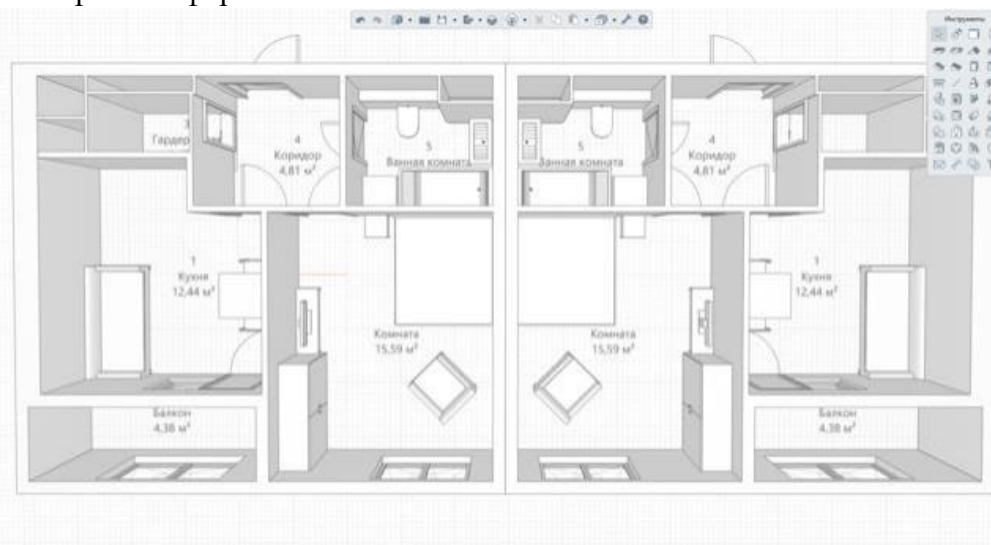 Инструменты
3
Гардер
4
Коридор
4,81 м²
5
Ванная комната
5
Ванная комната
4
Коридор
4,81 м²
1
Кухня
12,44 м²
1
Кухня
12,44 м²
Комната
15,59 м²
Комната
15,59 м²
Балкон
4,38 м²
Балкон
4,38 м²